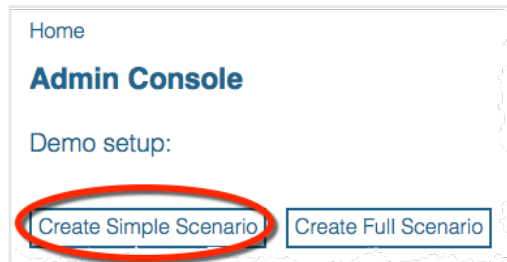 Home
Admin Console
Demo setup:
Create Simple Scenario Create Full Scenario